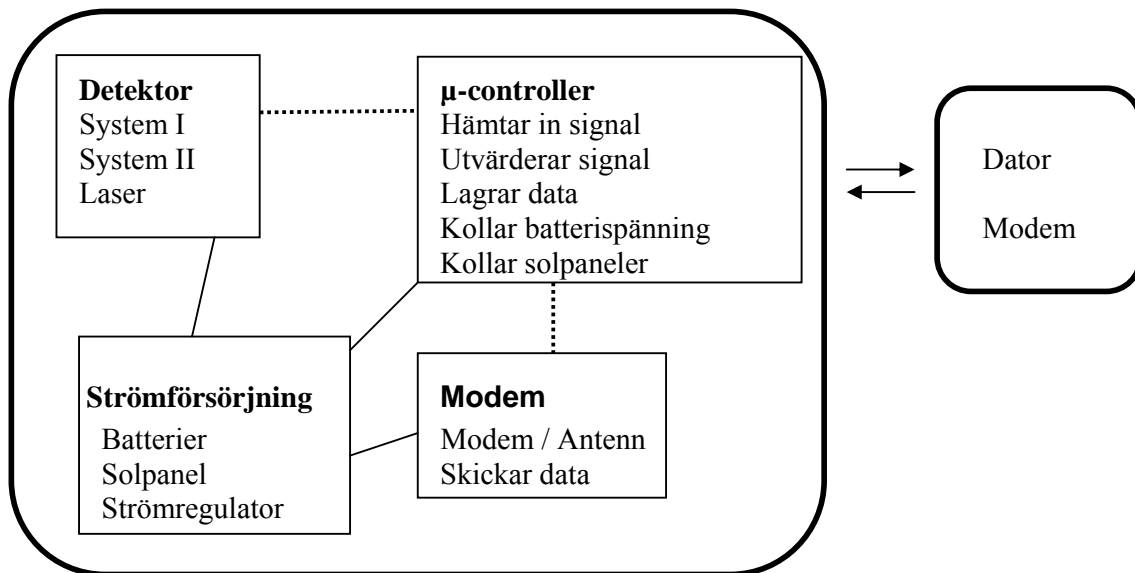 Detektor
System I
System II
Laser
µ-controller
Hämtar in signal
Utvärderar signal
Lagrar data
Kollar batterispänning
Kollar solpaneler
Strömförsörjning
Batterier
Solpanel
Strömregulator
Modem
Modem / Antenn
Skickar data
Dator
Modem